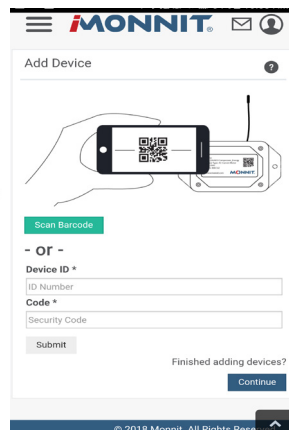 iMONNIT®
Add Device
?
MONNIT
Scan Barcode
- or -
Device ID *
ID Number
Code *
Security Code
Submit
Finished adding devices?
Continue
© 2018 Monnit. All Rights Reserved